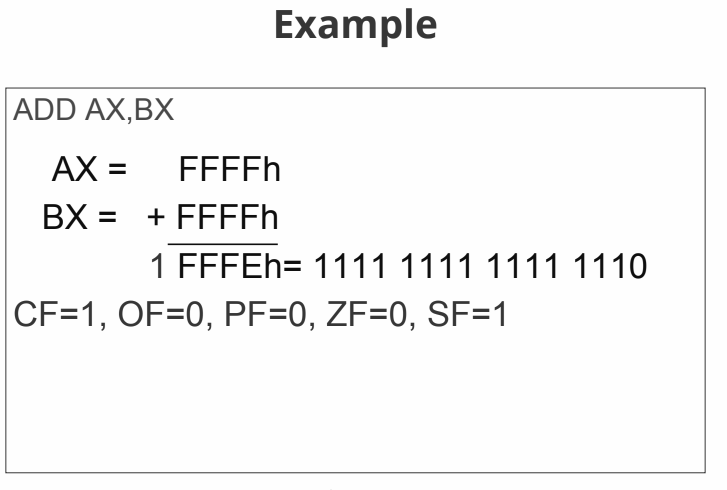 Example
ADD AX,BX
AX = FFFFh
BX = + FFFFh
1 FFFEh= 1111 1111 1111 1110
CF=1, OF=0, PF=0, ZF=0, SF=1